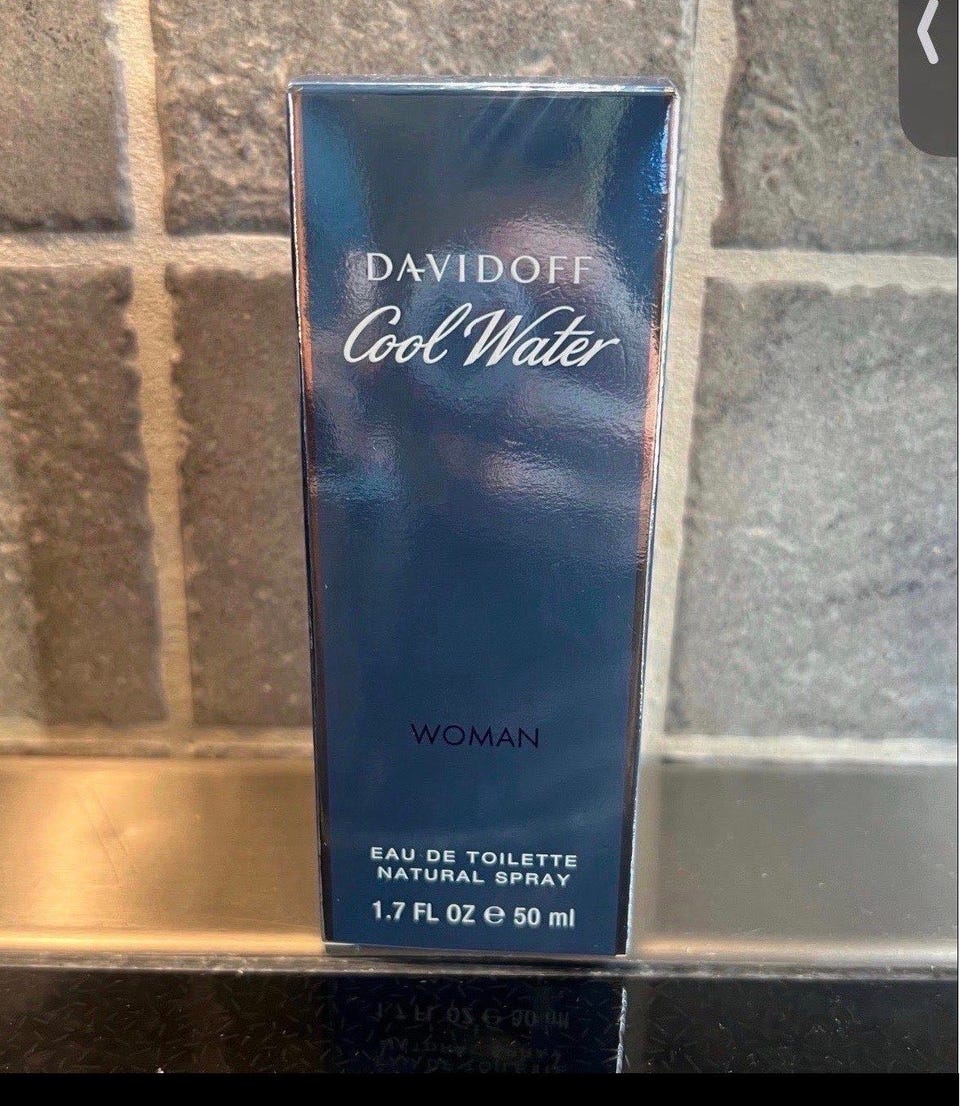 DAVIDOFF
Cool Water
WOMAN
EAU DE TOILETTE
NATURAL SPRAY
1.7 FL OZ ℮ 50 ml